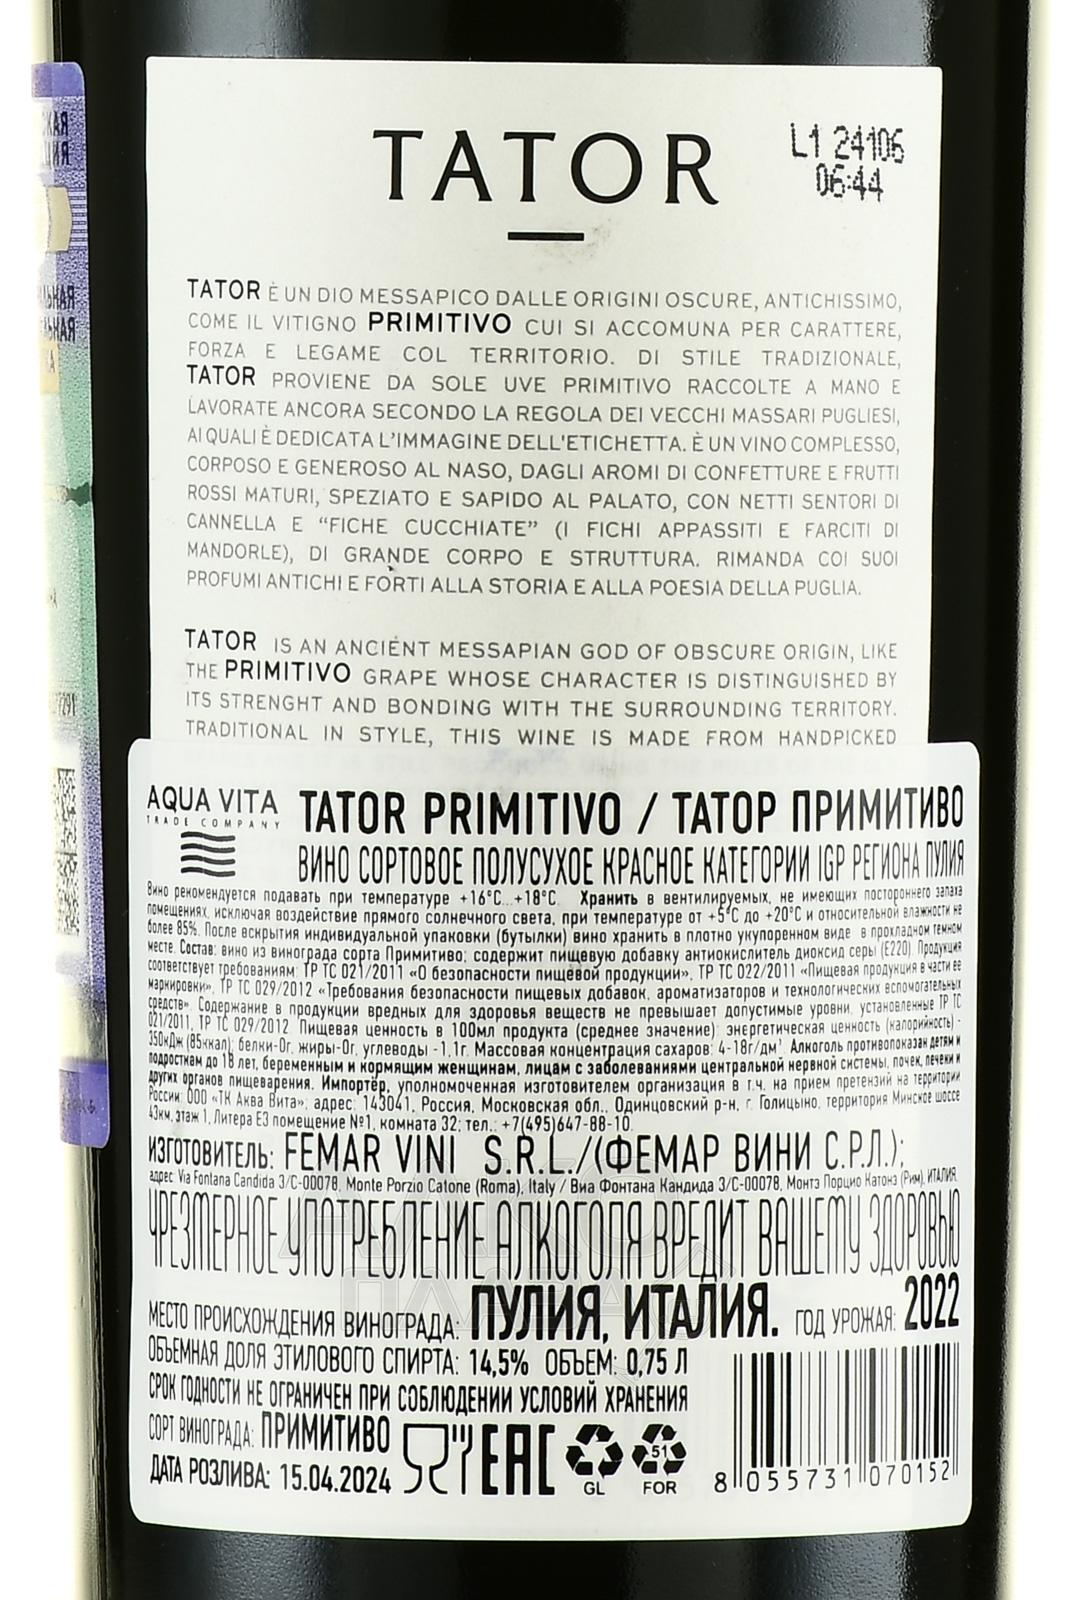 TATOR
L1 24106
06:44
TATOR È UN DIO MESSAPICO DALLE ORIGINI OSCURE, ANTICHISSIMO,
COME IL VITIGNO PRIMITIVO CUI SI ACCOMUNA PER CARATTERE,
FORZA E LEGAME COL TERRITORIO. DI STILE TRADIZIONALE,
TATOR PROVIENE DA SOLE UVE PRIMITIVO RACCOLTE A MANO E
LAVORATE ANCORA SECONDO LA REGOLA DEI VECCHI MASSARI PUGLIESI,
AI QUALI È DEDICATA L'IMMAGINE DELL'ETICHETTA. È UN VINO COMPLESSO,
CORPOSO E GENEROSO AL NASO, DAGLI AROMI DI CONFETTURE E FRUTTI
ROSSI MATURI, SPEZIATO E SAPIDO AL PALATO, CON NETTI SENTORI DI
CANNELLA E “FICHE CUCCHIATE” (I FICHI APPASSITI E FARCITI DI
MANDORLE), DI GRANDE CORPO E STRUTTURA. RIMANDA COI SUOI
PROFUMI ANTICHI E FORTI ALLA STORIA E ALLA POESIA DELLA PUGLIA.
TATOR IS AN ANCIENT MESSAPIAN GOD OF OBSCURE ORIGIN, LIKE
THE PRIMITIVO GRAPE WHOSE CHARACTER IS DISTINGUISHED BY
ITS STRENGHT AND BONDING WITH THE SURROUNDING TERRITORY.
TRADITIONAL IN STYLE, THIS WINE IS MADE FROM HANDPICKED
AQUA VITA
TRADE COMPANY
TATOR PRIMITIVO / ТАТОР ПРИМИТИВО
ВИНО СОРТОВОЕ ПОЛУСУХОЕ КРАСНОЕ КАТЕГОРИИ IGP РЕГИОНА ПУЛИЯ
Вино рекомендуется подавать при температуре +16°С...+18°С. Хранить в вентилируемых, не имеющих постороннего запаха
помещениях, исключая воздействие прямого солнечного света, при температуре от +5°С до +20°С и относительной влажности не
более 85%. После вскрытия индивидуальной упаковки (бутылки) вино хранить в плотно укупоренном виде в прохладном темном
месте. Состав: вино из винограда сорта Примитиво; содержит пищевую добавку антиокислитель диоксид серы (Е220). Продукция
соответствует требованиям: ТР ТС 021/2011 «О безопасности пищевой продукции», ТР ТС 022/2011 «Пищевая продукция в части ее
маркировки», ТР ТС 029/2012 «Требования безопасности пищевых добавок, ароматизаторов и технологических вспомогательных
средств». Содержание в продукции вредных для здоровья веществ не превышает допустимые уровни, установленные ТР ТС
021/2011, ТР ТС 029/2012. Пищевая ценность в 100мл продукта (среднее значение): энергетическая ценность (калорийность) -
350кДж (85ккал); белки-0г, жиры-0г, углеводы -1,1г. Массовая концентрация сахаров: 4-18г/дм³. Алкоголь противопоказан детям и
подросткам до 18 лет, беременным и кормящим женщинам, лицам с заболеваниями центральной нервной системы, почек, печени и
других органов пищеварения. Импортёр, уполномоченная изготовителем организация в т.ч. на прием претензий на территории
России: ООО «ТК Аква Вита»; адрес: 143041, Россия, Московская обл., Одинцовский р-н, г. Голицыно, территория Минское шоссе
43км, этаж 1, Литера Е3 помещение №1, комната 32; тел.: +7(495)647-88-10.
ИЗГОТОВИТЕЛЬ: FEMAR VINI S.R.L./(ФЕМАР ВИНИ С.Р.Л.);
адрес: Via Fontana Candida 3/C-00078, Monte Porzio Catone (Roma), Italy / Виа Фонтана Кандида 3/С-00078, Монтэ Порцио Катонэ (Рим), ИТАЛИЯ.
ЧРЕЗМЕРНОЕ УПОТРЕБЛЕНИЕ АЛКОГОЛЯ ВРЕДИТ ВАШЕМУ ЗДОРОВЬЮ
МЕСТО ПРОИСХОЖДЕНИЯ ВИНОГРАДА: ПУЛИЯ, ИТАЛИЯ. ГОД УРОЖАЯ: 2022
ОБЪЕМНАЯ ДОЛЯ ЭТИЛОВОГО СПИРТА: 14,5% ОБЪЕМ: 0,75 Л
СРОК ГОДНОСТИ НЕ ОГРАНИЧЕН ПРИ СОБЛЮДЕНИИ УСЛОВИЙ ХРАНЕНИЯ
СОРТ ВИНОГРАДА: ПРИМИТИВО
ДАТА РОЗЛИВА: 15.04.2024
EAC
GL
51
FOR
8 055731 070152